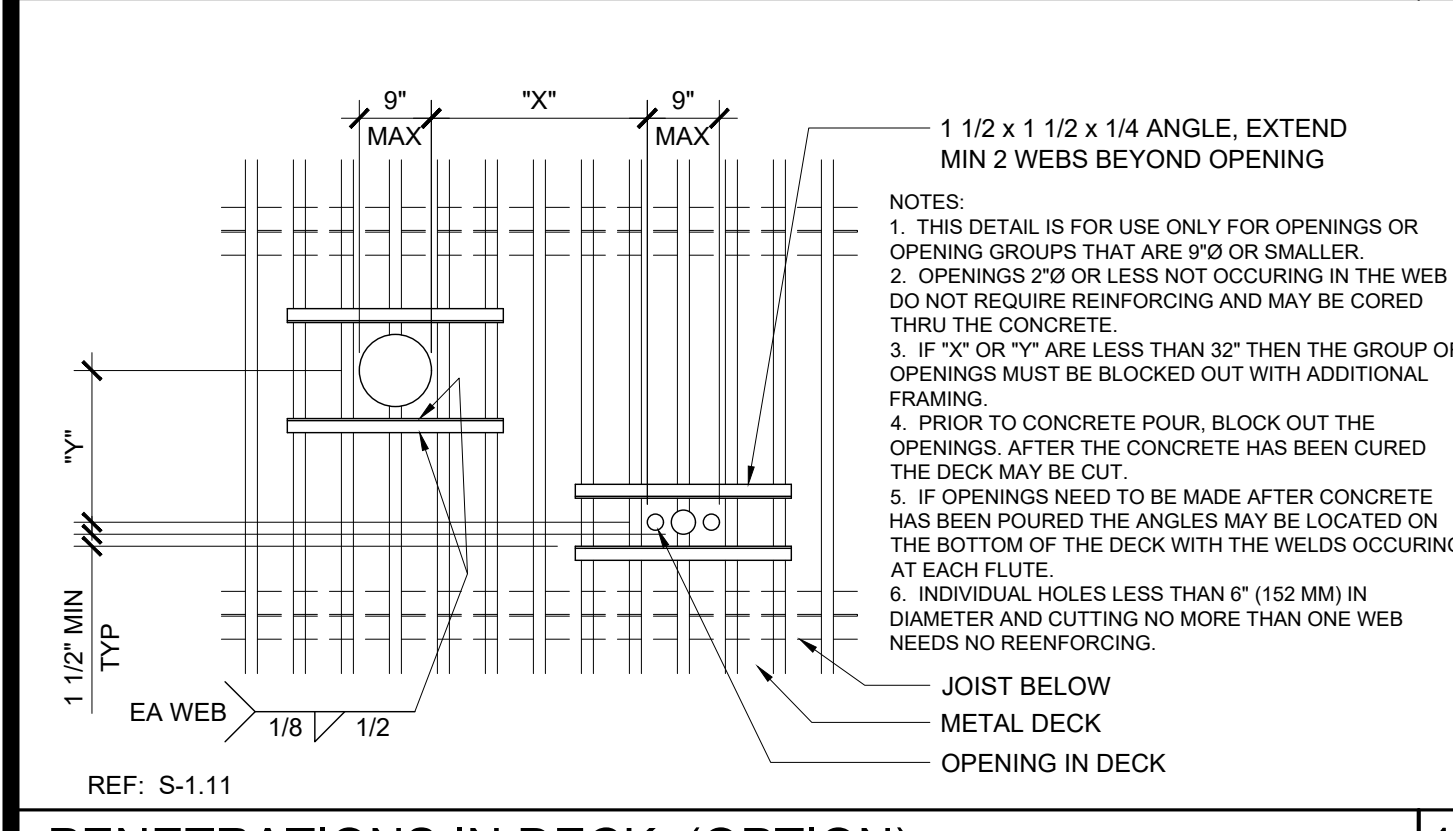 9" "X" 9"
MAX MAX
1 1/2 x 1 1/2 x 1/4 ANGLE, EXTEND
MIN 2 WEBS BEYOND OPENING
NOTES:
1. THIS DETAIL IS FOR USE ONLY FOR OPENINGS OR
OPENING GROUPS THAT ARE 9"Ø OR SMALLER.
2. OPENINGS 2"Ø OR LESS NOT OCCURING IN THE WEB
DO NOT REQUIRE REINFORCING AND MAY BE CORED
THRU THE CONCRETE.
3. IF "X" OR "Y" ARE LESS THAN 32" THEN THE GROUP OF
OPENINGS MUST BE BLOCKED OUT WITH ADDITIONAL
FRAMING.
4. PRIOR TO CONCRETE POUR, BLOCK OUT THE
OPENINGS. AFTER THE CONCRETE HAS BEEN CURED
THE DECK MAY BE CUT.
5. IF OPENINGS NEED TO BE MADE AFTER CONCRETE
HAS BEEN POURED THE ANGLES MAY BE LOCATED ON
THE BOTTOM OF THE DECK WITH THE WELDS OCCURING
AT EACH FLUTE.
6. INDIVIDUAL HOLES LESS THAN 6" (152 MM) IN
DIAMETER AND CUTTING NO MORE THAN ONE WEB
NEEDS NO REENFORCING.
"Y"
1 1/2" MIN
TYP
JOIST BELOW
METAL DECK
OPENING IN DECK
EA WEB
1/8 1/2
REF: S-1.11
PENETRATIONS IN DECK (OPTION)